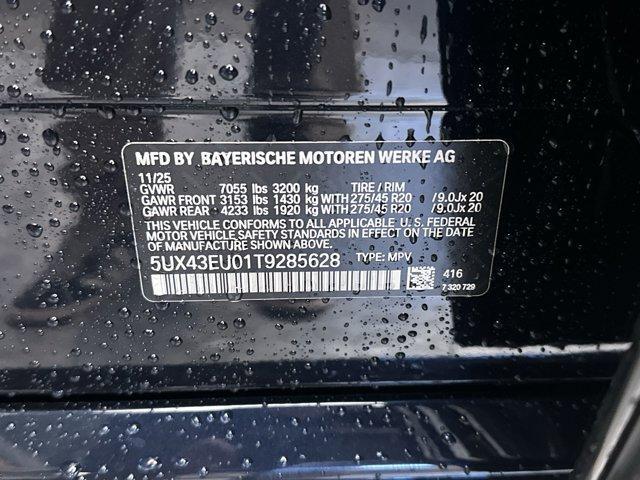 MFD BY BAYERISCHE MOTOREN WERKE AG
11/25
GVWR 7055 lbs 3200 kg TIRE / RIM
GAWR FRONT 3153 lbs 1430 kg WITH 275/45 R20 / 9.0Jx 20
GAWR REAR : 4233 lbs 1920 kg WITH 275/45 R20 / 9.0Jx 20
THIS VEHICLE CONFORMS TO ALL APPLICABLE U. S. FEDERAL
MOTOR VEHICLE SAFETY STANDARDS IN EFFECT ON THE DATE OF
MANUFACTURE SHOWN ABOVE.
5UX43EU01T9285628 TYPE: MPV
416
7 320 729